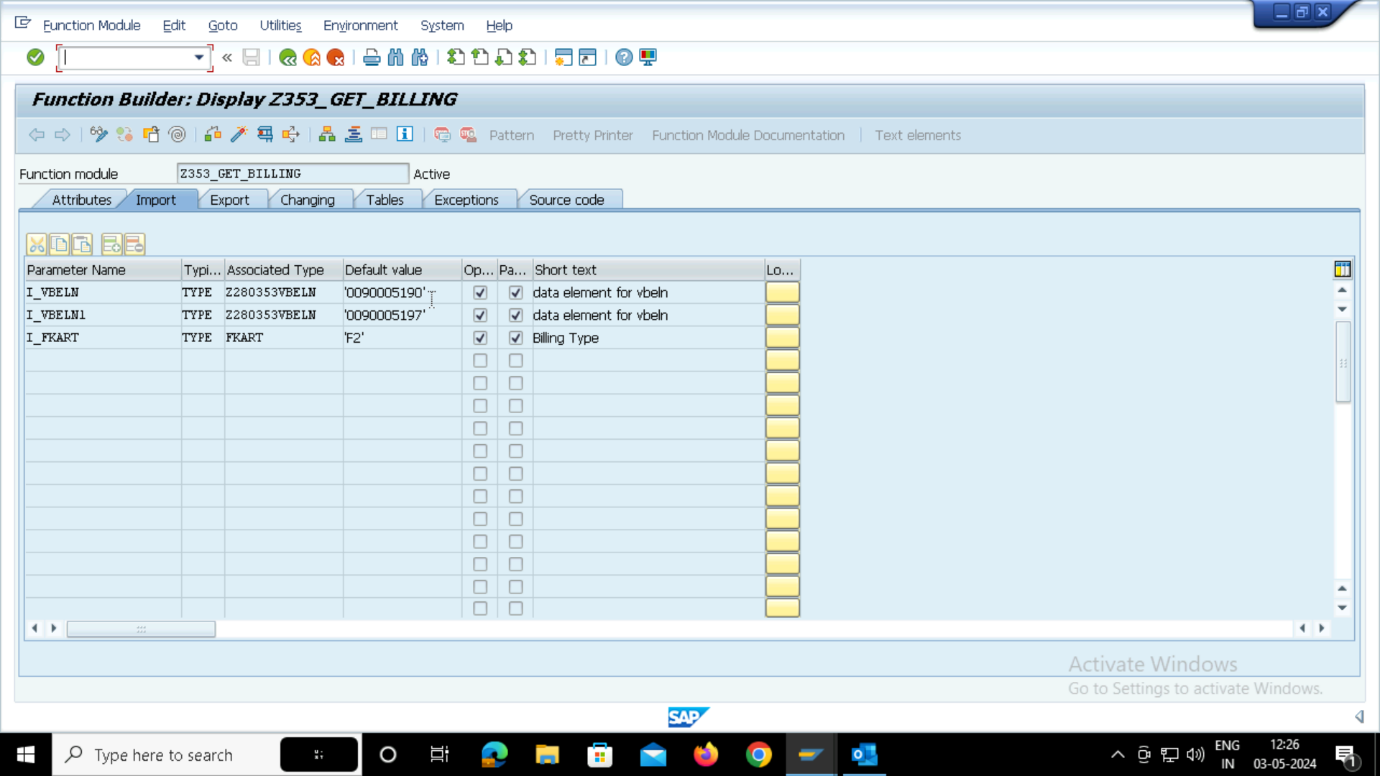 Function Module Edit Goto Utilities Environment System Help
«
Function Builder: Display Z353_GET_BILLING
Pattern Pretty Printer Function Module Documentation Text elements
Function module Z353_GET_BILLING Active
Attributes Import Export Changing Tables Exceptions Source code
Parameter Name Typi... Associated Type Default value Op... Pa... Short text Lo...
I_VBELN TYPE Z280353VBELN '0090005190' data element for vbeln
I_VBELN1 TYPE Z280353VBELN '0090005197' data element for vbeln
I_FKART TYPE FKART 'F2' Billing Type
Activate Windows
Go to Settings to activate Windows.
SAP
Type here to search
ENG
IN
12:26
03-05-2024
1